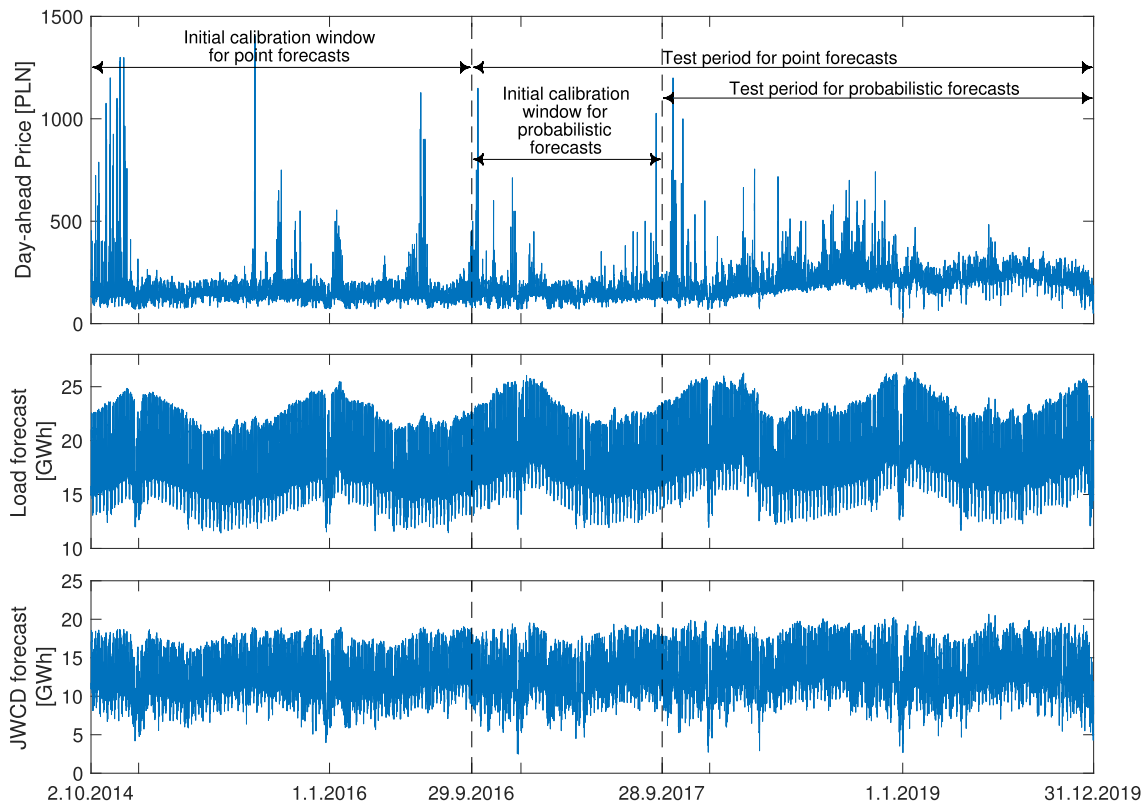 1500
1000
500
0
Day-ahead Price [PLN]
Initial calibration window
for point forecasts
Test period for point forecasts
Initial calibration
window for
probabilistic
forecasts
Test period for probabilistic forecasts
25
20
15
10
Load forecast
[GWh]
25
20
15
10
5
0
JWCD forecast
[GWh]
2.10.2014
1.1.2016
29.9.2016
28.9.2017
1.1.2019
31.12.2019